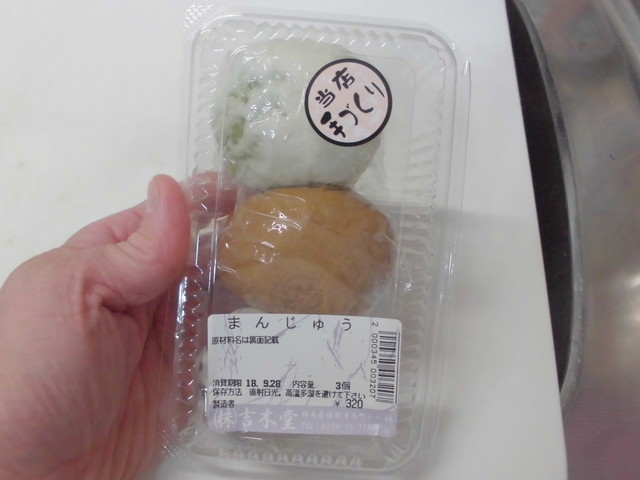 当店
手づくり
まんじゅう
原材料名は裏面記載
消費期限 18. 9.28 内容量 3個
保存方法 直射日光、高温多湿を避けて下さい
製造者 ¥ 320
(株)吉木堂
2 000345 003207